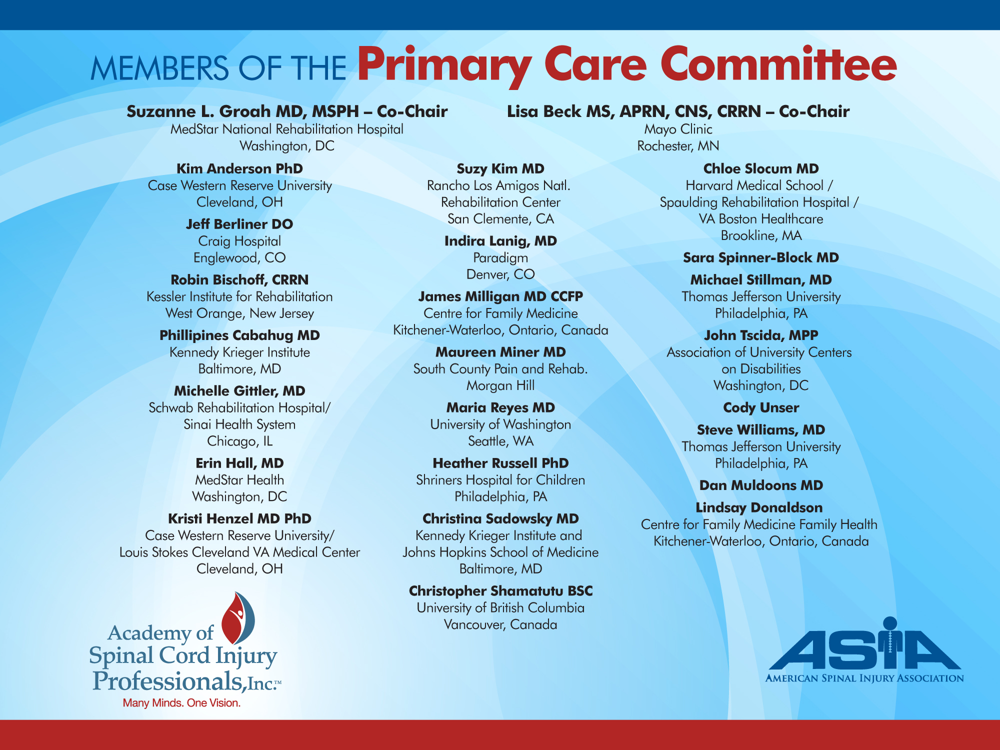 MEMBERS OF THE Primary Care Committee
Suzanne L. Groah MD, MSPH – Co-Chair
MedStar National Rehabilitation Hospital
Washington, DC
Lisa Beck MS, APRN, CNS, CRRN – Co-Chair
Mayo Clinic
Rochester, MN
Kim Anderson PhD
Case Western Reserve University
Cleveland, OH
Jeff Berliner DO
Craig Hospital
Englewood, CO
Robin Bischoff, CRRN
Kessler Institute for Rehabilitation
West Orange, New Jersey
Phillipines Cabahug MD
Kennedy Krieger Institute
Baltimore, MD
Michelle Gittler, MD
Schwab Rehabilitation Hospital/
Sinai Health System
Chicago, IL
Erin Hall, MD
MedStar Health
Washington, DC
Kristi Henzel MD PhD
Case Western Reserve University/
Louis Stokes Cleveland VA Medical Center
Cleveland, OH
Suzy Kim MD
Rancho Los Amigos Natl.
Rehabilitation Center
San Clemente, CA
Indira Lanig, MD
Paradigm
Denver, CO
James Milligan MD CCFP
Centre for Family Medicine
Kitchener-Waterloo, Ontario, Canada
Maureen Miner MD
South County Pain and Rehab.
Morgan Hill
Maria Reyes MD
University of Washington
Seattle, WA
Heather Russell PhD
Shriners Hospital for Children
Philadelphia, PA
Christina Sadowsky MD
Kennedy Krieger Institute and
Johns Hopkins School of Medicine
Baltimore, MD
Christopher Shamatutu BSC
University of British Columbia
Vancouver, Canada
Chloe Slocum MD
Harvard Medical School /
Spaulding Rehabilitation Hospital /
VA Boston Healthcare
Brookline, MA
Sara Spinner-Block MD
Michael Stillman, MD
Thomas Jefferson University
Philadelphia, PA
John Tscida, MPP
Association of University Centers
on Disabilities
Washington, DC
Cody Unser
Steve Williams, MD
Thomas Jefferson University
Philadelphia, PA
Dan Muldoons MD
Lindsay Donaldson
Centre for Family Medicine Family Health
Kitchener-Waterloo, Ontario, Canada
Academy of
Spinal Cord Injury
Professionals, Inc.™
Many Minds. One Vision.
ASIA
AMERICAN SPINAL INJURY ASSOCIATION